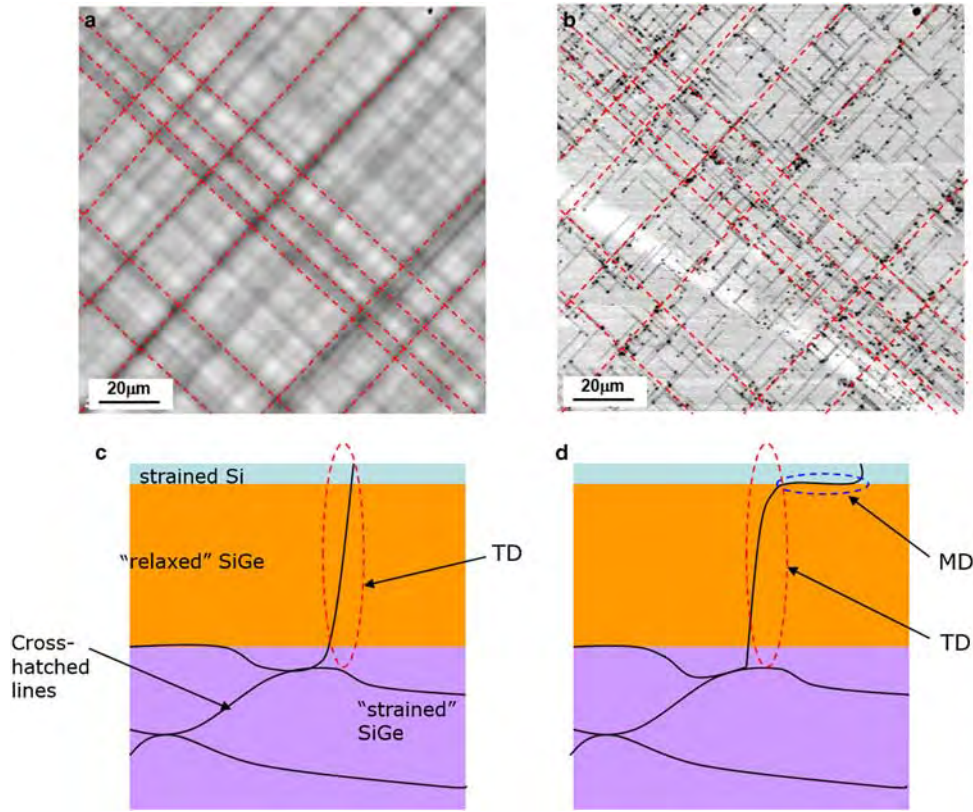 a
20μm
b
20μm
c
strained Si
"relaxed" SiGe
TD
Cross-
hatched
lines
"strained"
SiGe
d
MD
TD